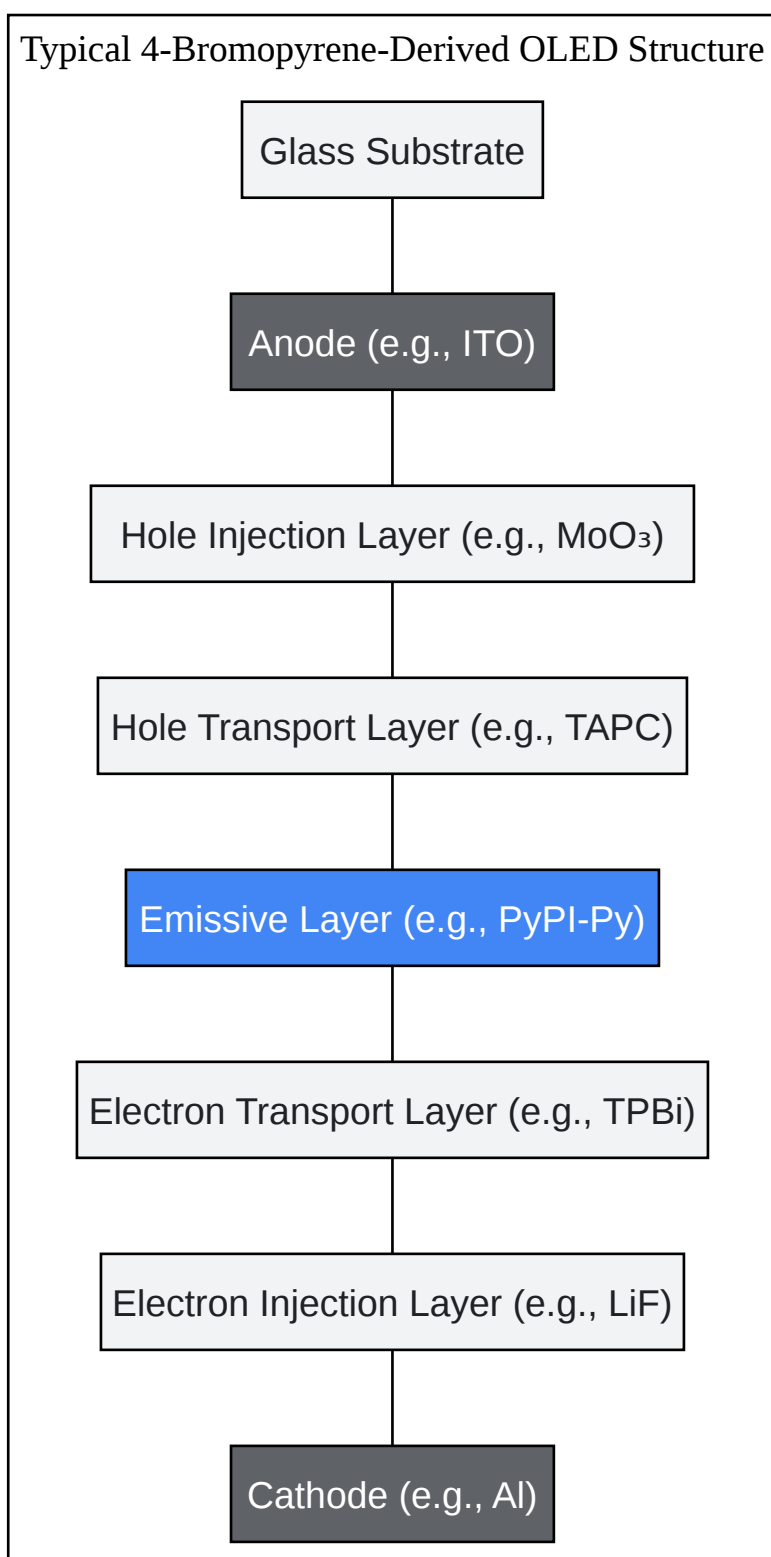 Typical 4-Bromopyrene-Derived OLED Structure
Glass Substrate
Anode (e.g., ITO)
Hole Injection Layer (e.g., MoO₃)
Hole Transport Layer (e.g., TAPC)
Emissive Layer (e.g., PyPI-Py)
Electron Transport Layer (e.g., TPBi)
Electron Injection Layer (e.g., LiF)
Cathode (e.g., Al)